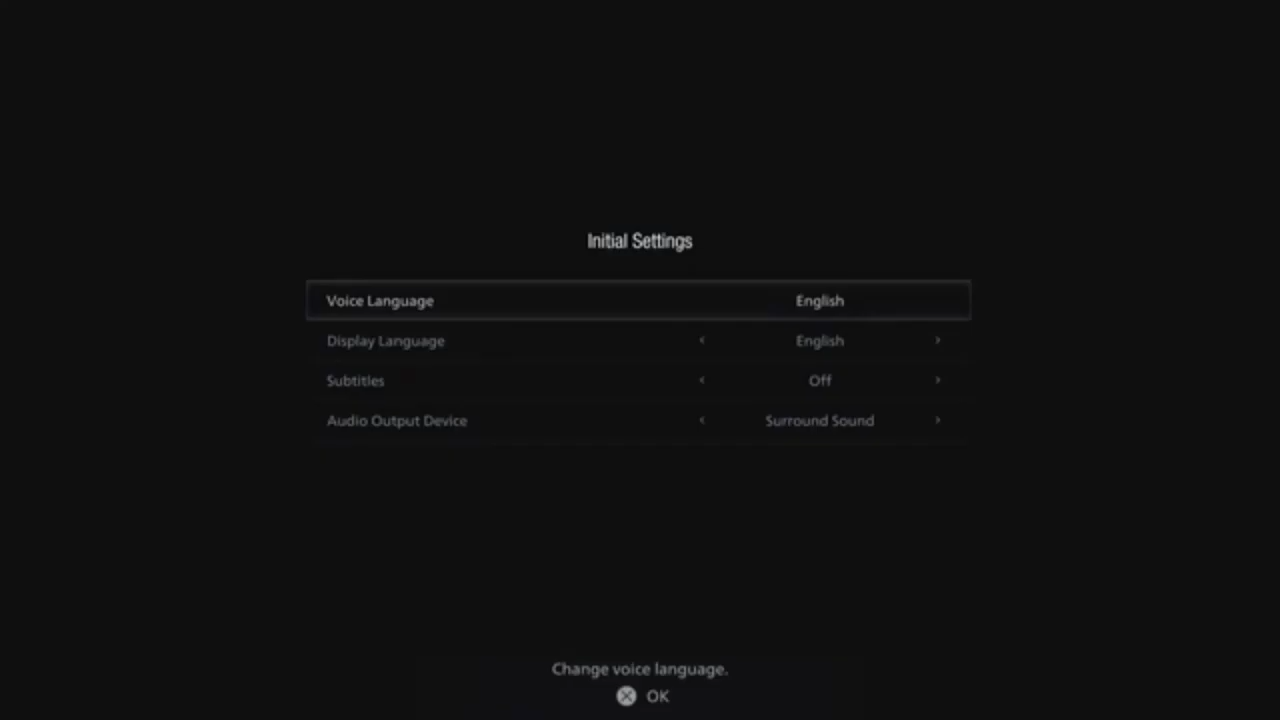 Initial Settings
Voice Language English
Display Language English
Subtitles Off
Audio Output Device Surround Sound
Change voice language.
OK